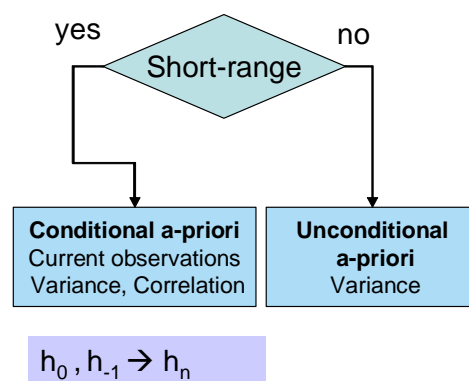 yes
no
Short-range
Conditional a-priori
Current observations
Variance, Correlation
Unconditional
a-priori
Variance
h₀ , h₋₁ → hₙ